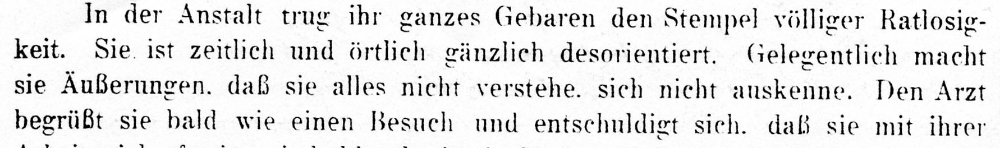 In der Anstalt trug ihr ganzes Gebaren den Stempel völliger Ratlosig-
keit. Sie ist zeitlich und örtlich gänzlich desorientiert. Gelegentlich macht
sie Äußerungen, daß sie alles nicht verstehe, sich nicht auskenne. Den Arzt
begrüßt sie bald wie einen Besuch und entschuldigt sich, daß sie mit ihrer